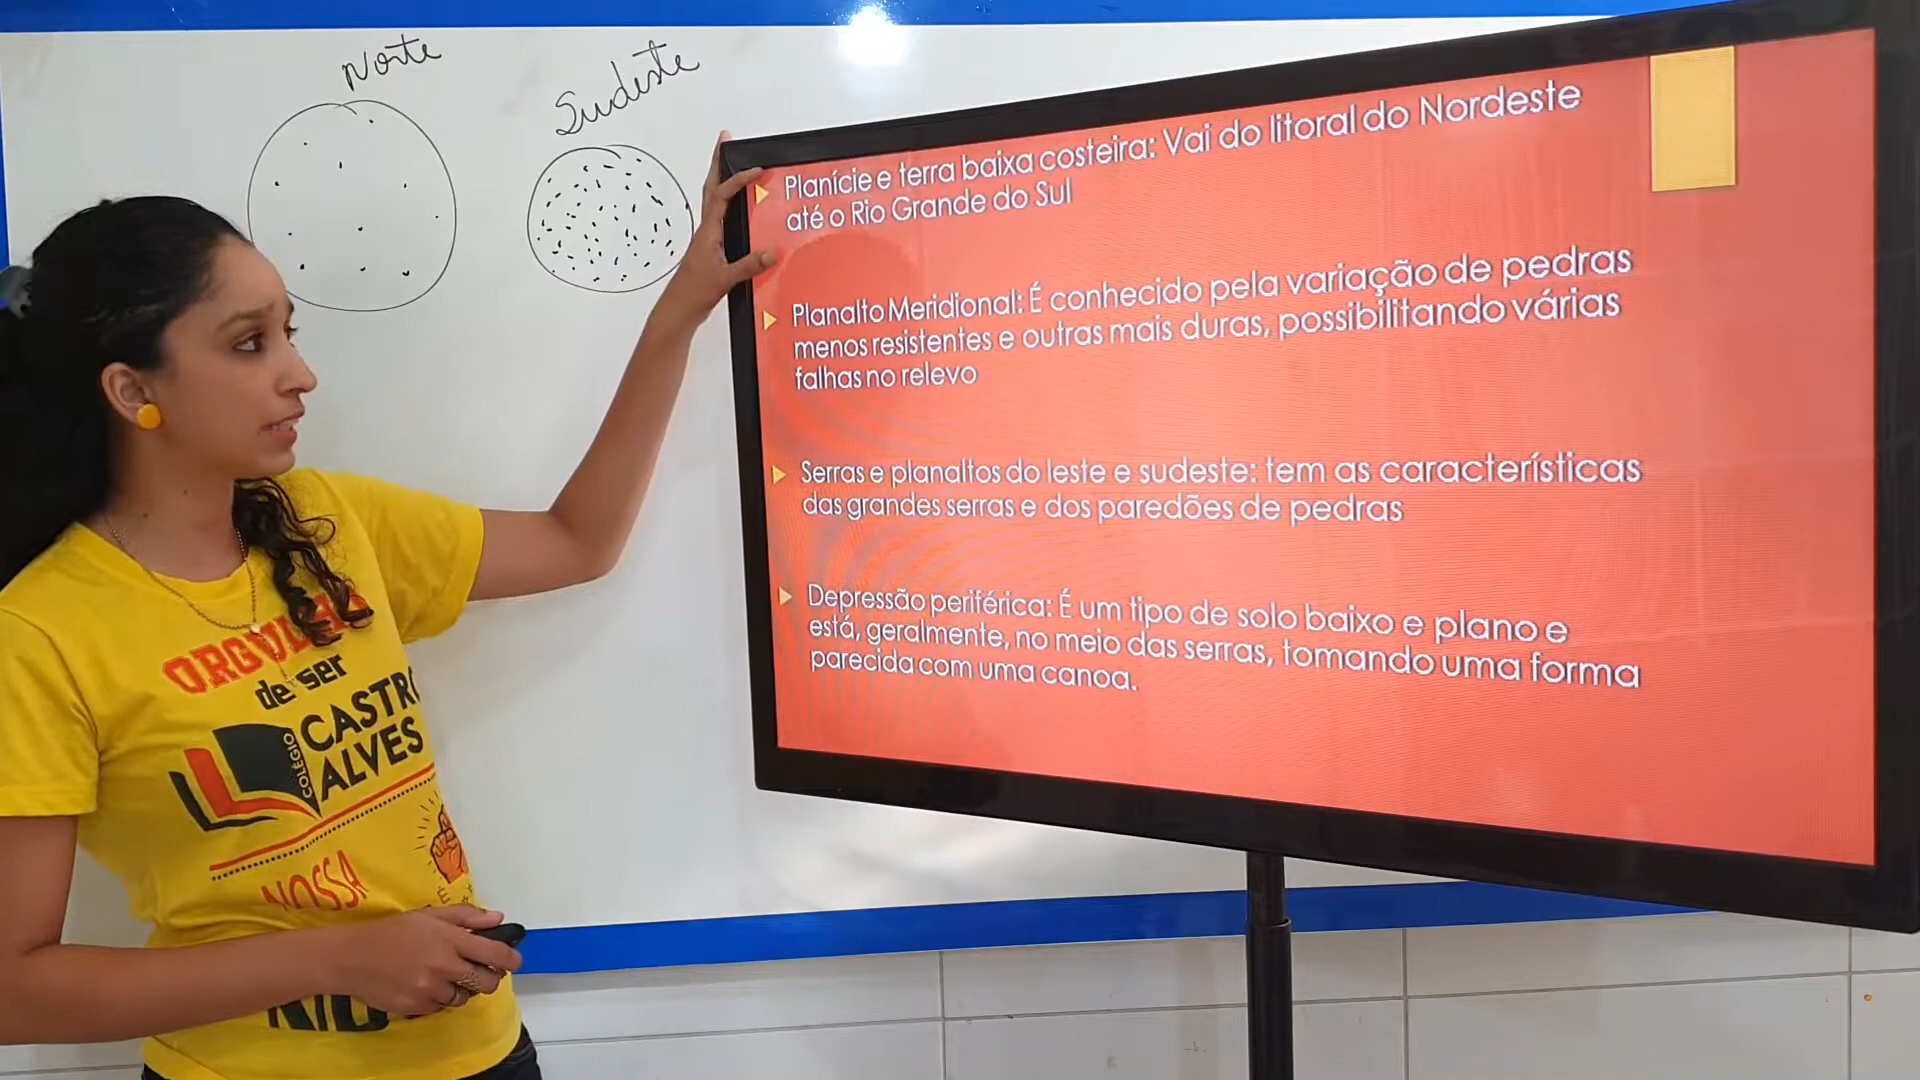 Norte
Sudeste
Planície e terra baixa costeira: Vai do litoral do Nordeste
até o Rio Grande do Sul
Planalto Meridional: É conhecido pela variação de pedras
menos resistentes e outras mais duras, possibilitando várias
falhas no relevo
Serras e planaltos do leste e sudeste: tem as características
das grandes serras e dos paredões de pedras
Depressão periférica: É um tipo de solo baixo e plano e
está, geralmente, no meio das serras, tomando uma forma
parecida com uma canoa.
de ser
COLÉGIO
CASTRO
ALVES
NOSSA
É